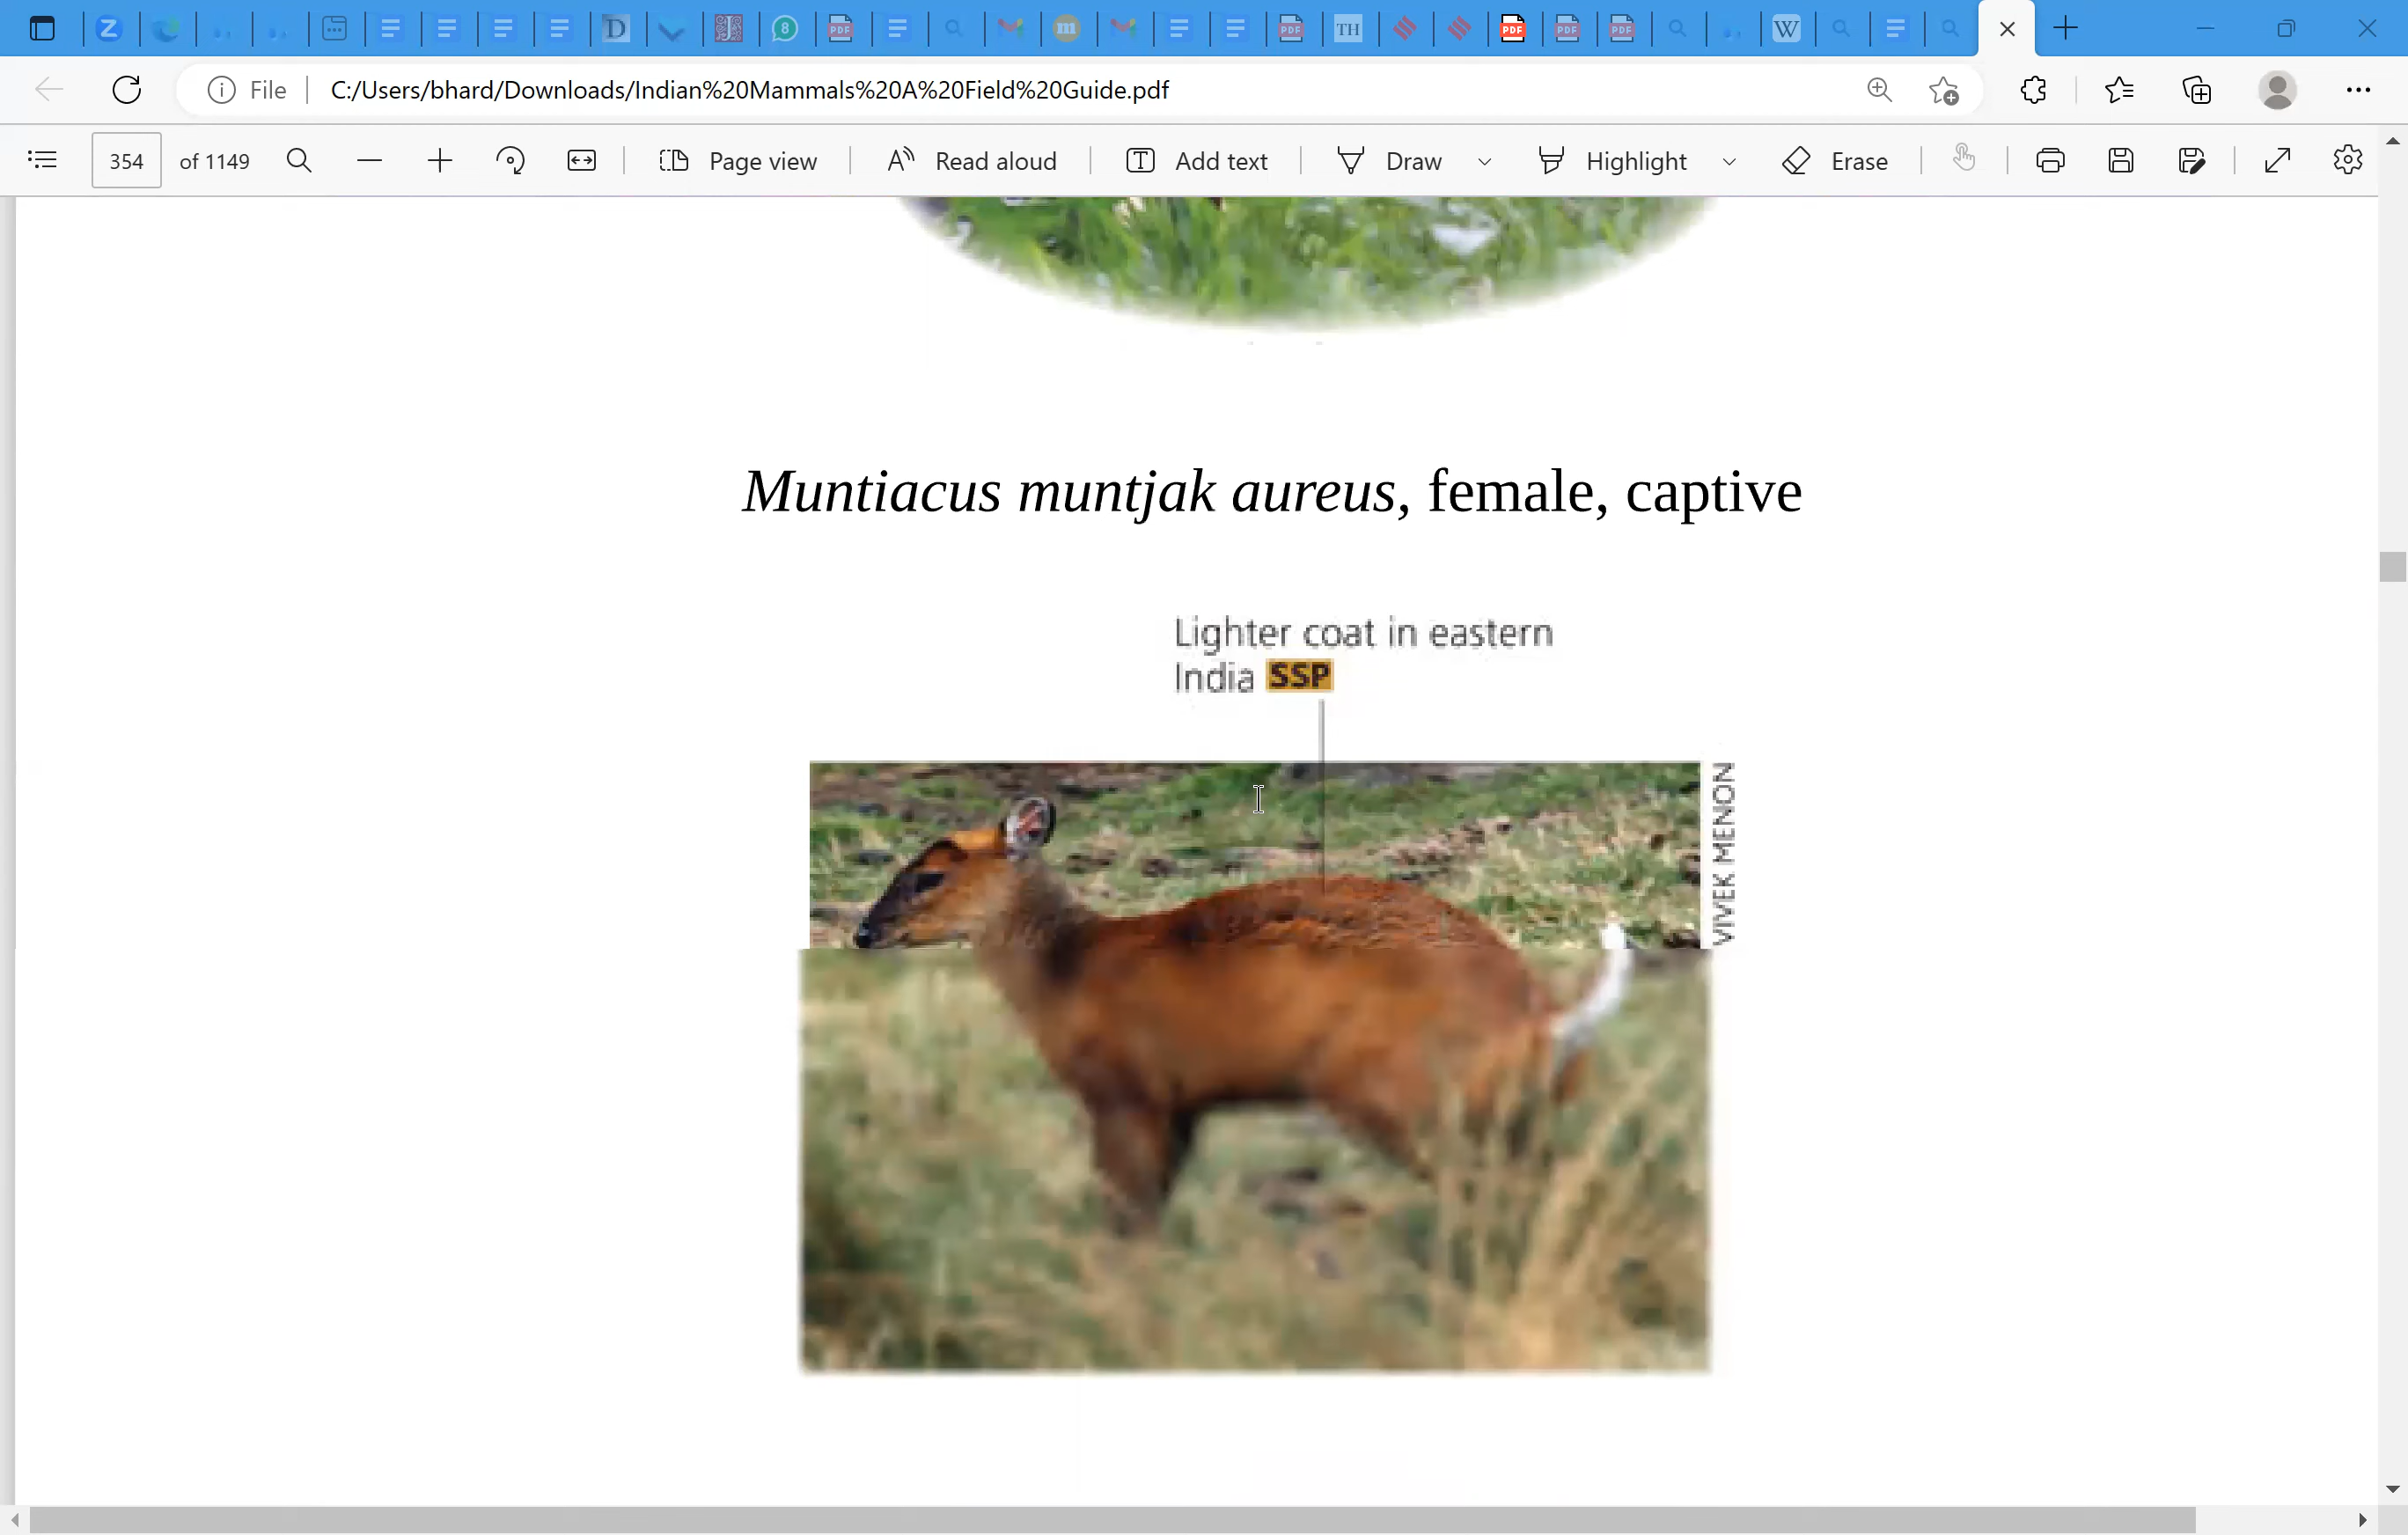 File
C:/Users/bhard/Downloads/Indian%20Mammals%20A%20Field%20Guide.pdf
354 of 1149
Page view
Read aloud
Add text
Draw
Highlight
Erase
Muntiacus muntjak aureus, female, captive
Lighter coat in eastern
India SSP
VIVEK MENON